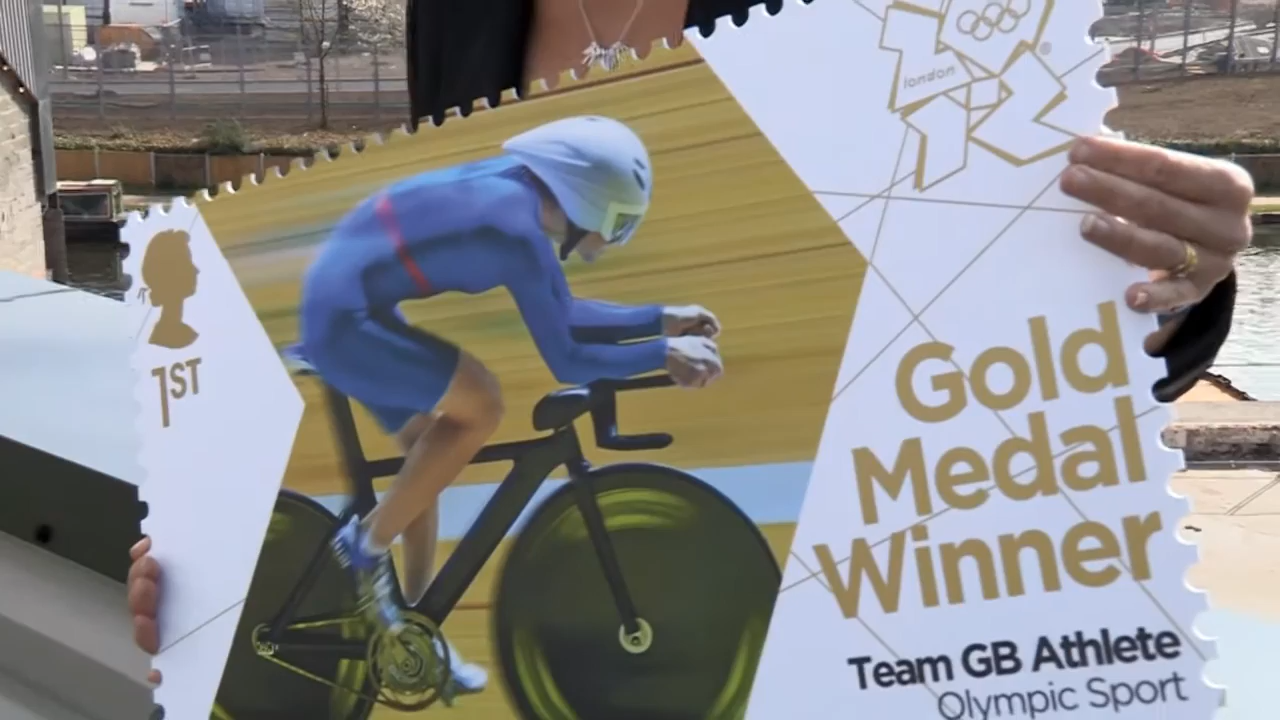 london
1ST
Gold
Medal
Winner
Team GB Athlete
Olympic Sport